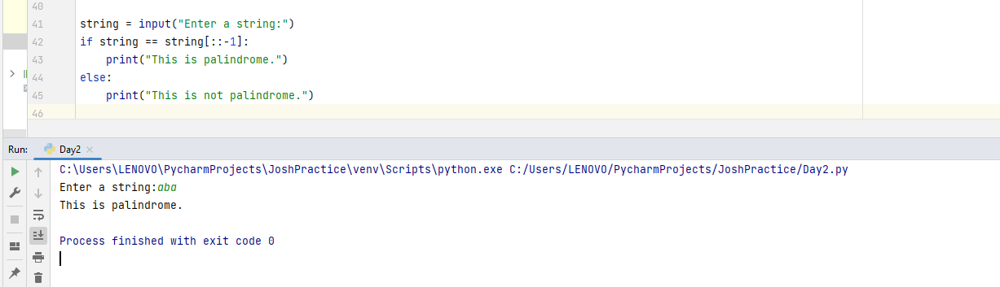 40
41 string = input("Enter a string:")
42 if string == string[::-1]:
43 print("This is palindrome.")
44 else:
45 print("This is not palindrome.")
46
Run: Day2
C:\Users\LENOVO\PycharmProjects\JoshPractice\venv\Scripts\python.exe C:/Users/LENOVO/PycharmProjects/JoshPractice/Day2.py
Enter a string:aba
This is palindrome.
Process finished with exit code 0